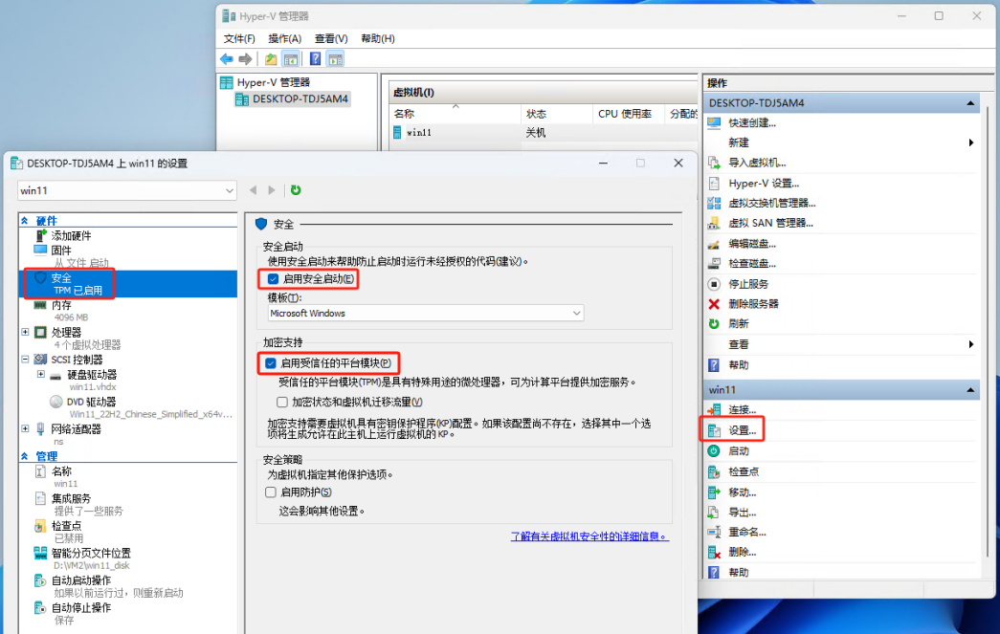 Hyper-V 管理器
文件(F) 操作(A) 查看(V) 帮助(H)
Hyper-V 管理器
DESKTOP-TDJ5AM4
虚拟机(I)
名称 状态 CPU 使用率 分配的
win11 关机
操作
DESKTOP-TDJ5AM4
快速创建...
新建
导入虚拟机...
Hyper-V 设置...
虚拟交换机管理器...
虚拟 SAN 管理器...
编辑磁盘...
检查磁盘...
停止服务
删除服务器
刷新
查看
帮助
win11
连接...
设置...
启动
检查点
移动...
导出...
重命名...
删除...
帮助
DESKTOP-TDJ5AM4 上 win11 的设置
win11
硬件
添加硬件
固件
从 文件 启动
安全
TPM 已启用
内存
4096 MB
处理器
4 个虚拟处理器
SCSI 控制器
硬盘驱动器
win11.vhdx
DVD 驱动器
Win11_22H2_Chinese_Simplified_x64v...
网络适配器
ns
管理
名称
win11
集成服务
提供了一些服务
检查点
已禁用
智能分页文件位置
D:\VM2\win11_disk
自动启动操作
如果以前运行过，则重新启动
自动停止操作
保存
安全
安全启动
使用安全启动来帮助防止启动时运行未经授权的代码(建议)。
启用安全启动(E)
模板(T):
Microsoft Windows
加密支持
启用受信任的平台模块(P)
受信任的平台模块(TPM)是具有特殊用途的微处理器，可为计算平台提供加密服务。
加密状态和虚拟机迁移流量(V)
加密支持需要虚拟机具有密钥保护程序(KP)配置。如果该配置尚不存在，选择其中一个选
项将生成允许在此主机上运行虚拟机的 KP。
安全策略
为虚拟机指定其他保护选项。
启用防护(S)
这会影响其他设置。
了解有关虚拟机安全性的详细信息。